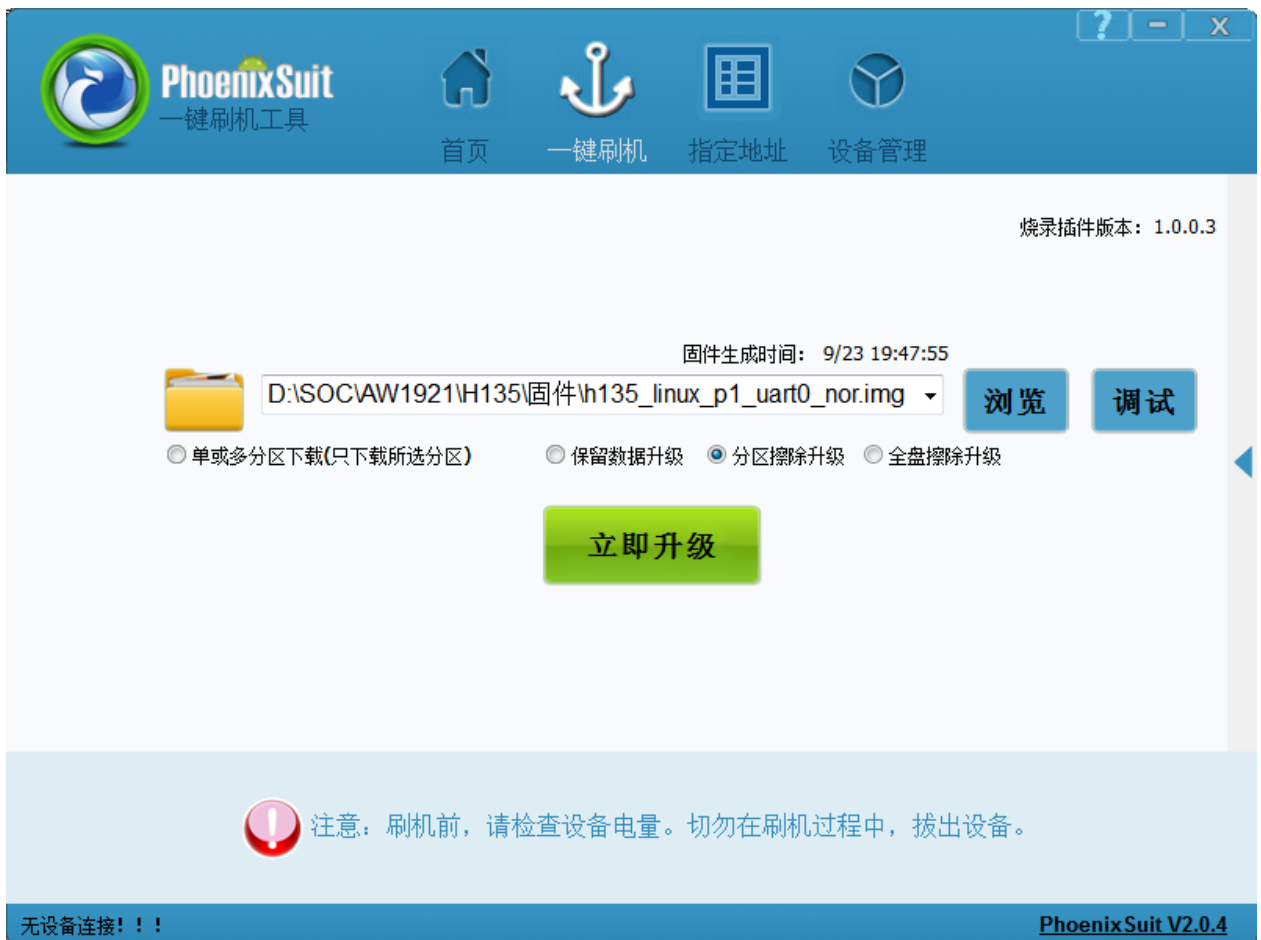 ? - X
PhoenixSuit
一键刷机工具
首页 一键刷机 指定地址 设备管理
烧录插件版本：1.0.0.3
固件生成时间： 9/23 19:47:55
D:\SOC\AW1921\H135\固件\h135_linux_p1_uart0_nor.img
浏览 调试
单或多分区下载(只下载所选分区) 保留数据升级 分区擦除升级 全盘擦除升级
立即升级
注意：刷机前，请检查设备电量。切勿在刷机过程中，拔出设备。
无设备连接！！！ PhoenixSuit V2.0.4